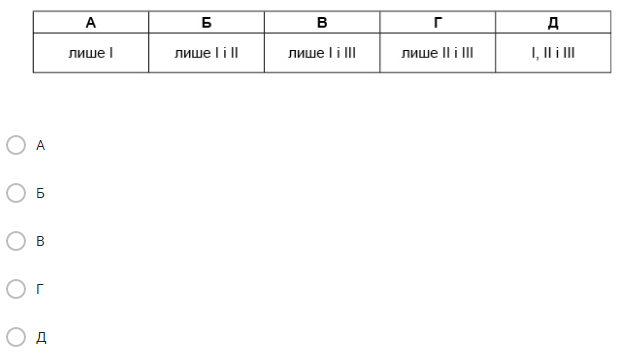 А Б В Г Д
лише І лише І і ІІ лише І і ІІІ лише ІІ і ІІІ І, ІІ і ІІІ
А
Б
В
Г
Д